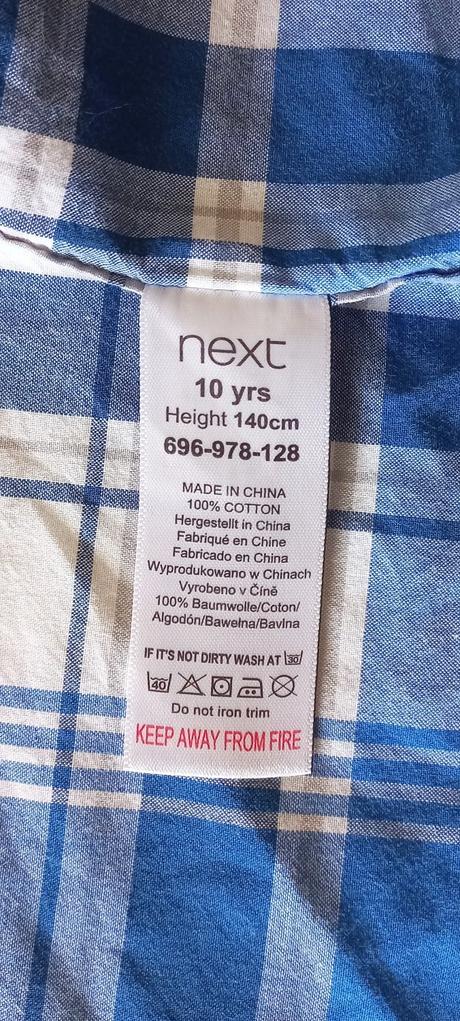 next
10 yrs
Height 140cm
696-978-128
MADE IN CHINA
100% COTTON
Hergestellt in China
Fabriqué en Chine
Fabricado en China
Wyprodukowano w Chinach
Vyrobeno v Číně
100% Baumwolle/Coton/
Algodón/Bawełna/Bavlna
IF IT'S NOT DIRTY WASH AT 30
40
Do not iron trim
KEEP AWAY FROM FIRE